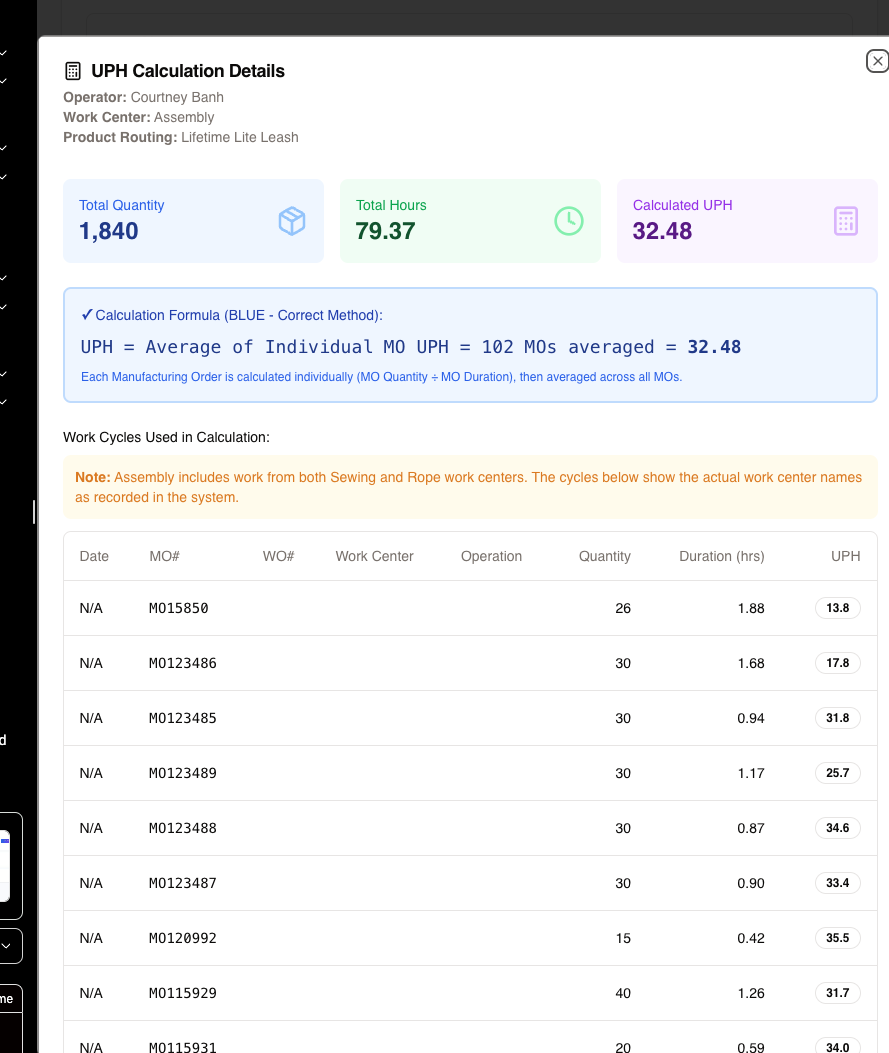 UPH Calculation Details
Operator: Courtney Banh
Work Center: Assembly
Product Routing: Lifetime Lite Leash
Total Quantity
1,840
Total Hours
79.37
Calculated UPH
32.48
✓ Calculation Formula (BLUE - Correct Method):
UPH = Average of Individual MO UPH = 102 MOs averaged = 32.48
Each Manufacturing Order is calculated individually (MO Quantity ÷ MO Duration), then averaged across all MOs.
Work Cycles Used in Calculation:
Note: Assembly includes work from both Sewing and Rope work centers. The cycles below show the actual work center names
as recorded in the system.
Date MO# WO# Work Center Operation Quantity Duration (hrs) UPH
N/A MO15850 26 1.88 13.8
N/A MO123486 30 1.68 17.8
N/A MO123485 30 0.94 31.8
d
N/A MO123489 30 1.17 25.7
N/A MO123488 30 0.87 34.6
N/A MO123487 30 0.90 33.4
N/A MO120992 15 0.42 35.5
N/A MO115929 40 1.26 31.7
me
N/A MO115931 20 0.59 34.0